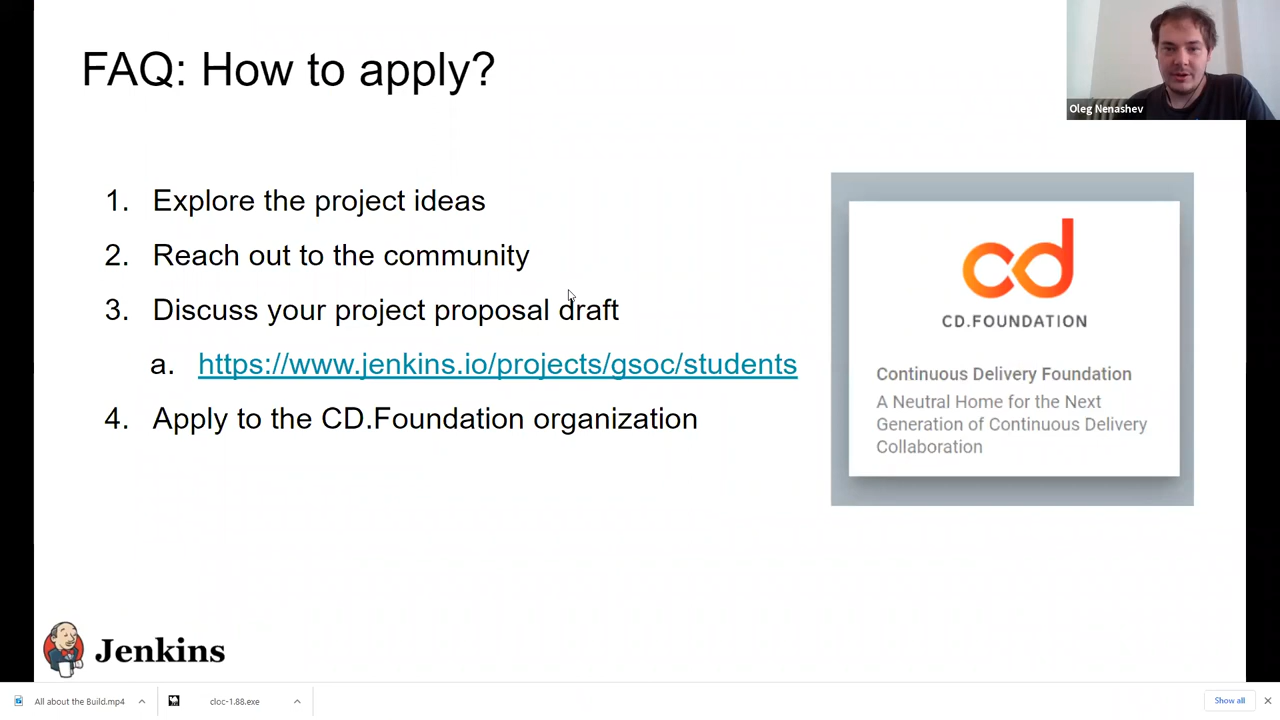 FAQ: How to apply?
Oleg Nenashev
1. Explore the project ideas
2. Reach out to the community
3. Discuss your project proposal draft
a. https://www.jenkins.io/projects/gsoc/students
4. Apply to the CD.Foundation organization
cd
CD.FOUNDATION
Continuous Delivery Foundation
A Neutral Home for the Next
Generation of Continuous Delivery
Collaboration
Jenkins
All about the Build.mp4
cloc-1.88.exe
Show all